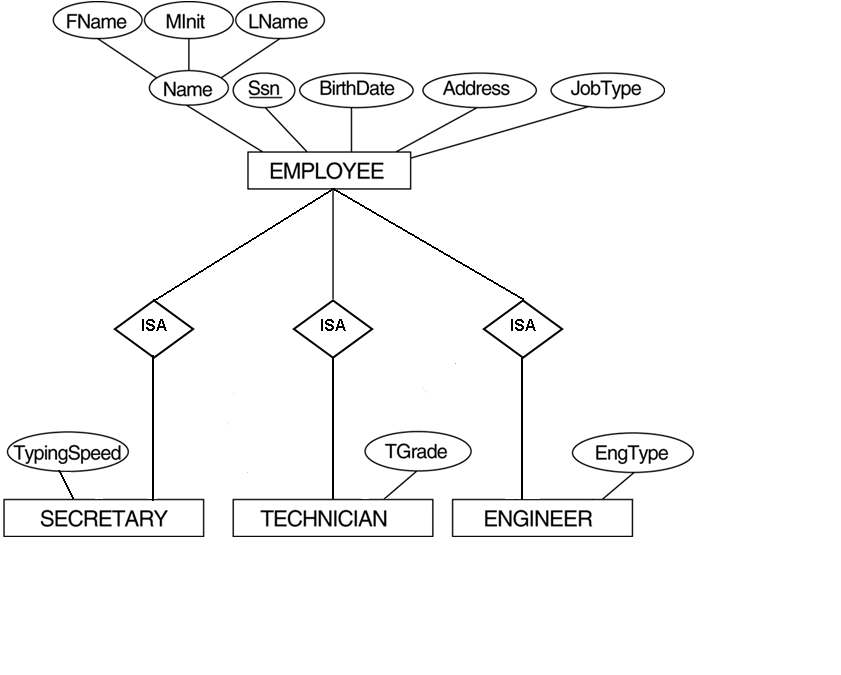 FName MInit LName
Name Ssn BirthDate Address JobType
EMPLOYEE
ISA ISA ISA
TypingSpeed TGrade EngType
SECRETARY TECHNICIAN ENGINEER